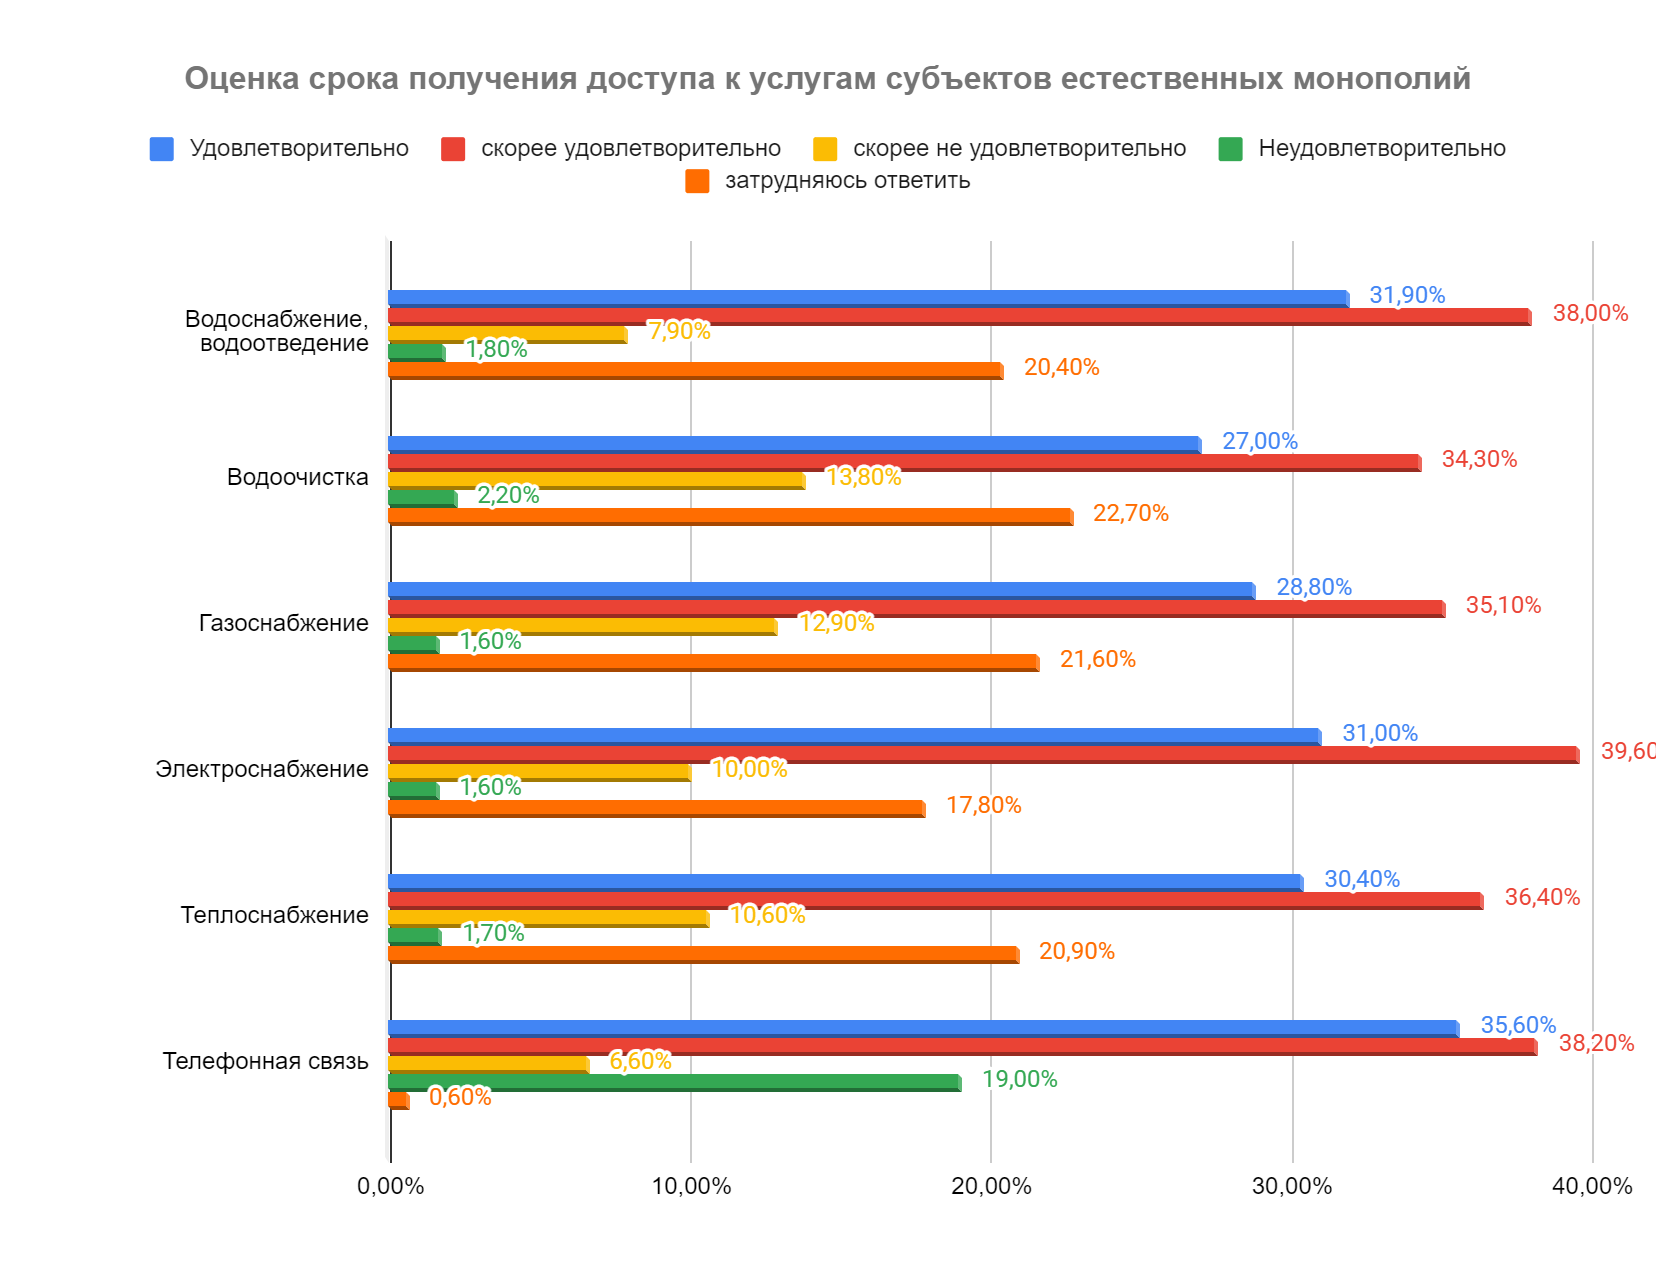 Оценка срока получения доступа к услугам субъектов естественных монополий
Удовлетворительно скорее удовлетворительно скорее не удовлетворительно Неудовлетворительно
затрудняюсь ответить
Водоснабжение,
водоотведение
31,90%
38,00%
7,90%
1,80%
20,40%
Водоочистка
27,00%
34,30%
13,80%
2,20%
22,70%
Газоснабжение
28,80%
35,10%
12,90%
1,60%
21,60%
Электроснабжение
31,00%
39,60
10,00%
1,60%
17,80%
Теплоснабжение
30,40%
36,40%
10,60%
1,70%
20,90%
Телефонная связь
35,60%
38,20%
6,60%
19,00%
0,60%
0,00% 10,00% 20,00% 30,00% 40,00%